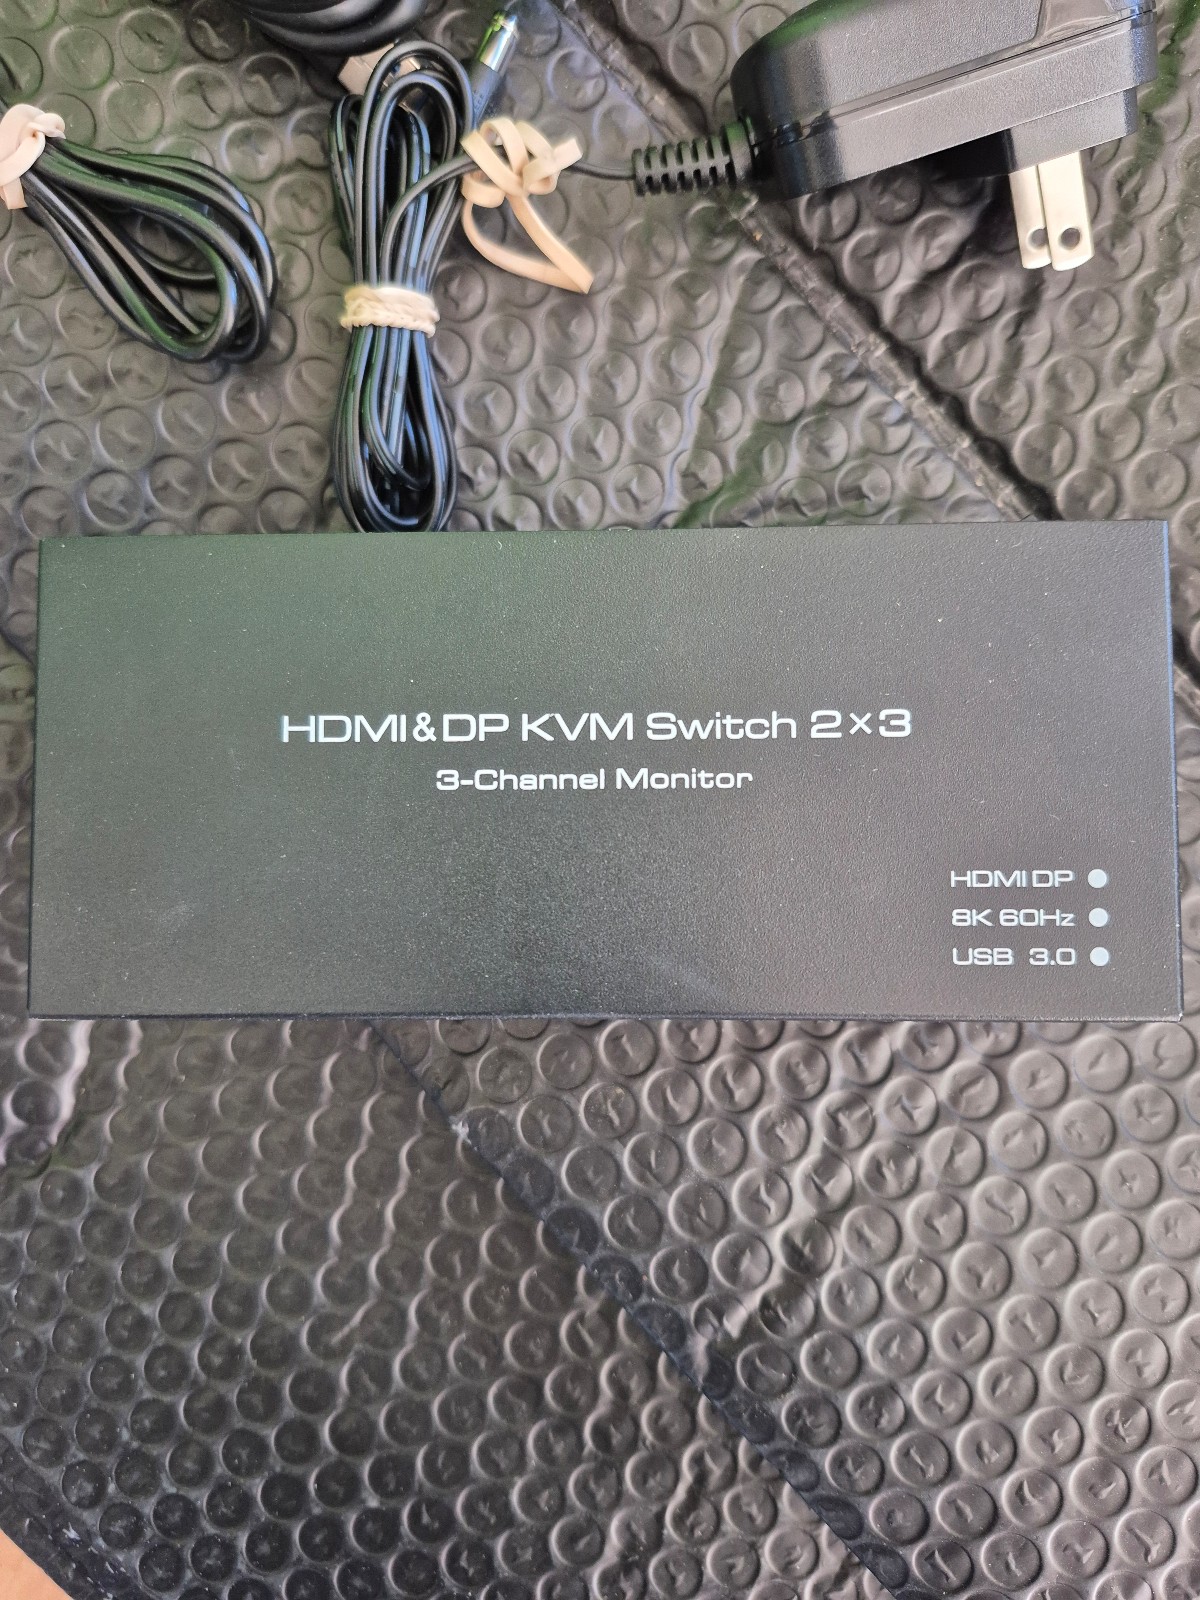 HDMI&DP KVM Switch 2×3
3-Channel Monitor
HDMI DP
8K 60Hz
USB 3.0